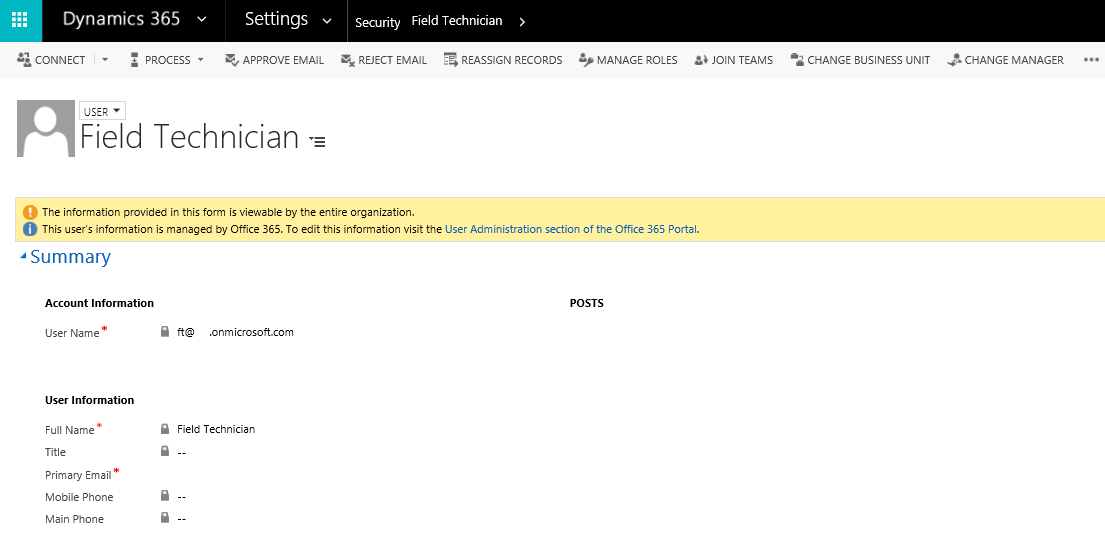 Dynamics 365 Settings Security Field Technician
CONNECT PROCESS APPROVE EMAIL REJECT EMAIL REASSIGN RECORDS MANAGE ROLES JOIN TEAMS CHANGE BUSINESS UNIT CHANGE MANAGER ...
USER
Field Technician
The information provided in this form is viewable by the entire organization.
This user's information is managed by Office 365. To edit this information visit the User Administration section of the Office 365 Portal.
Summary
Account Information POSTS
User Name* ft@ .onmicrosoft.com
User Information
Full Name* Field Technician
Title --
Primary Email*
Mobile Phone --
Main Phone --